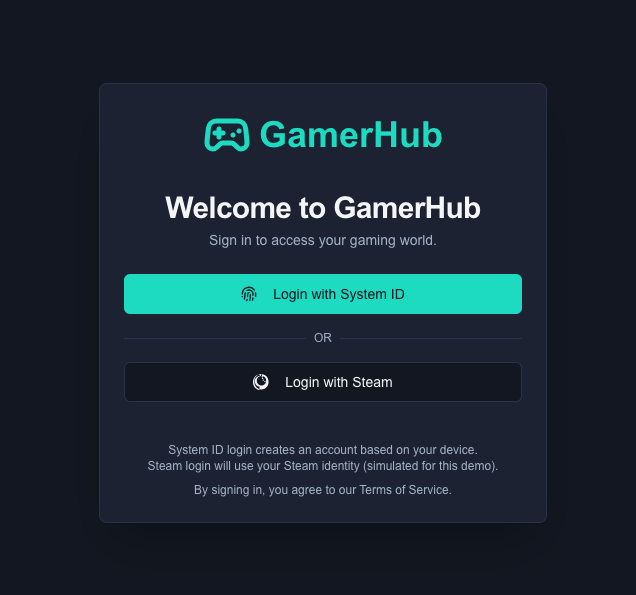 GamerHub
Welcome to GamerHub
Sign in to access your gaming world.
Login with System ID
OR
Login with Steam
System ID login creates an account based on your device.
Steam login will use your Steam identity (simulated for this demo).
By signing in, you agree to our Terms of Service.